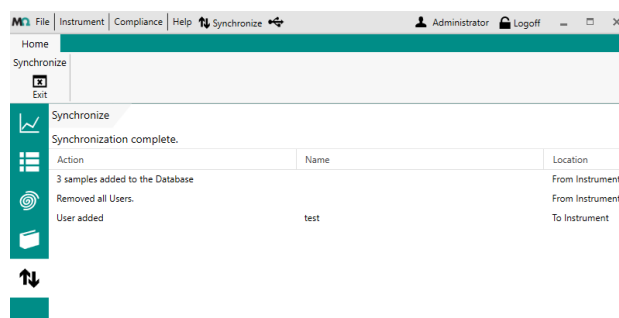 MQ File Instrument Compliance Help Synchronize Administrator Logoff
Home
Synchronize
Exit
Synchronize
Synchronization complete.
Action Name Location
3 samples added to the Database From Instrument
Removed all Users. From Instrument
User added test To Instrument